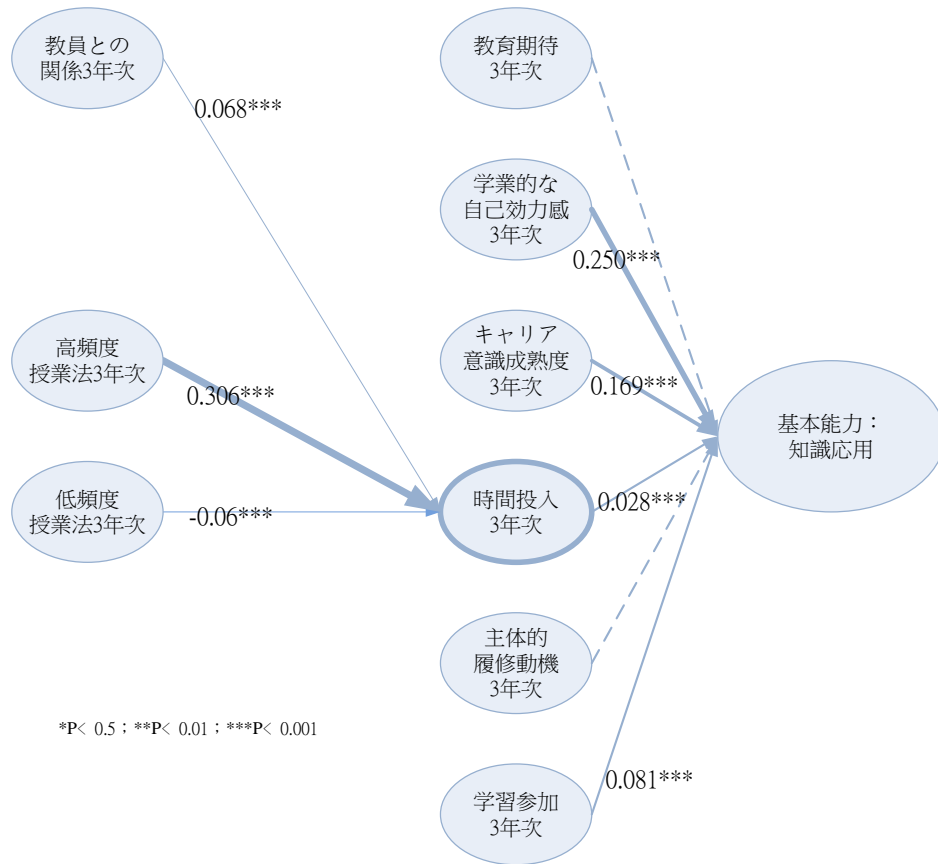 教員との
関係3年次
教育期待
3年次
0.068***
学業的な
自己効力感
3年次
0.250***
高頻度
授業法3年次
0.306***
キャリア
意識成熟度
3年次
0.169***
基本能力：
知識応用
低頻度
授業法3年次
-0.06***
時間投入
3年次
0.028***
主体的
履修動機
3年次
*P< 0.5；**P< 0.01；***P< 0.001
学習参加
3年次
0.081***